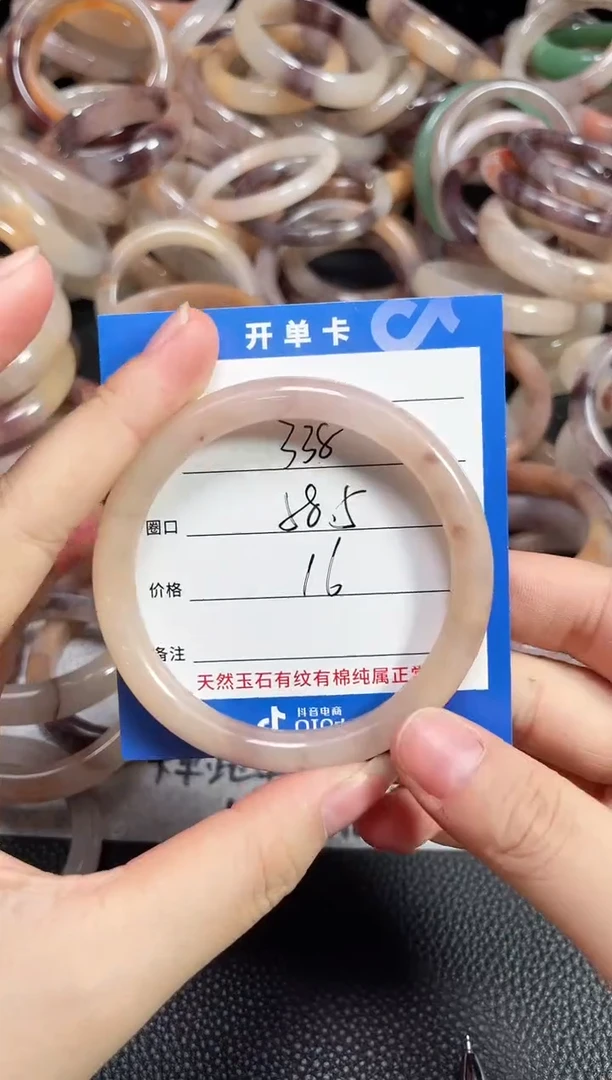 开单卡
338
圈口 58.5
价格 16
备注
天然玉石有纹有棉纯属正常
抖音电商